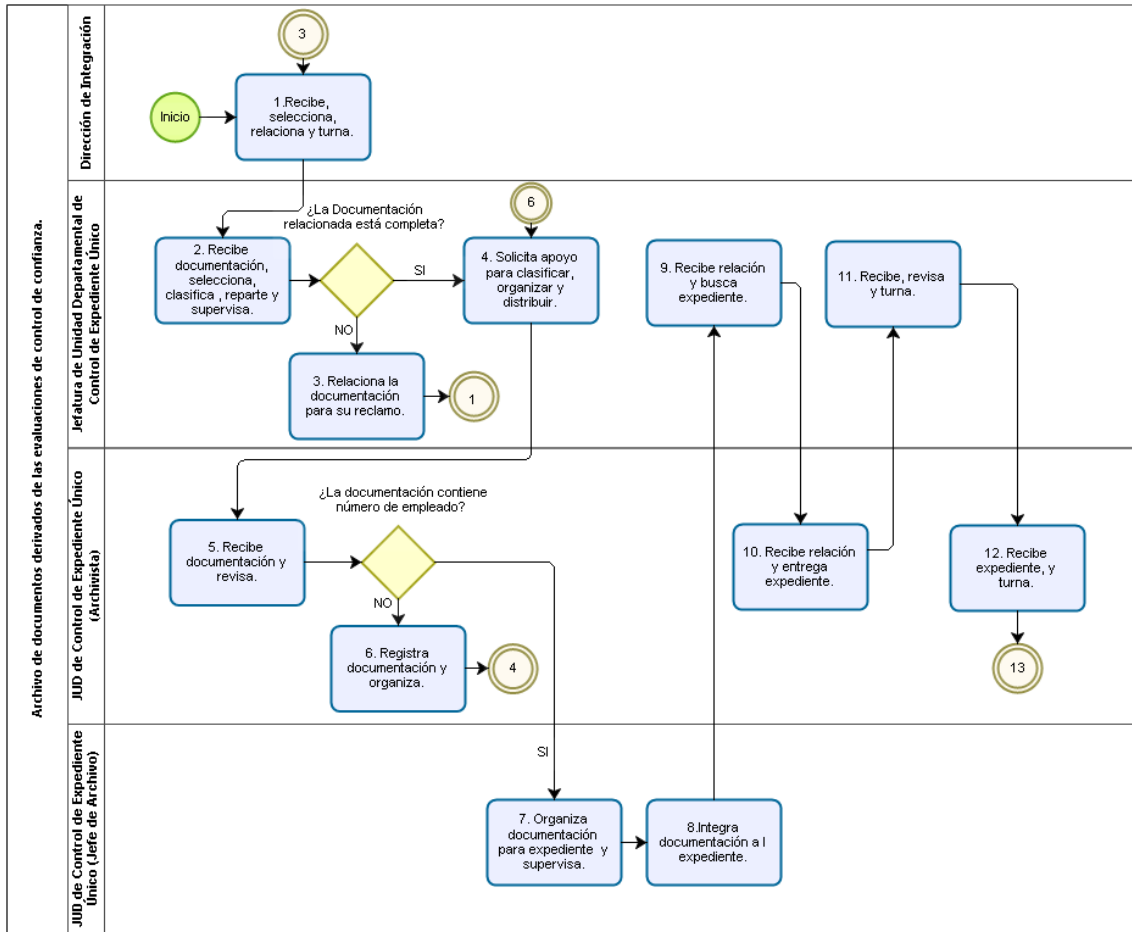 Archivo de documentos derivados de las evaluaciones de control de confianza.
Dirección de Integración
3
Inicio
1.Recibe,
selecciona,
relaciona y turna.
Jefatura de Unidad Departamental de
Control de Expediente Único
¿La Documentación
relacionada está completa?
6
2. Recibe
documentación,
selecciona,
clasifica , reparte y
supervisa.
SI
4. Solicita apoyo
para clasificar,
organizar y
distribuir.
9. Recibe relación
y busca
expediente.
11. Recibe, revisa
y turna.
NO
3. Relaciona la
documentación
para su reclamo.
1
JUD de Control de Expediente Único
(Archivista)
¿La documentación contiene
número de empleado?
5. Recibe
documentación y
revisa.
10. Recibe relación
y entrega
expediente.
12. Recibe
expediente, y
turna.
NO
6. Registra
documentación y
organiza.
4
13
JUD de Control de Expediente
Único (Jefe de Archivo)
SI
7. Organiza
documentación
para expediente y
supervisa.
8.Integra
documentación a l
expediente.